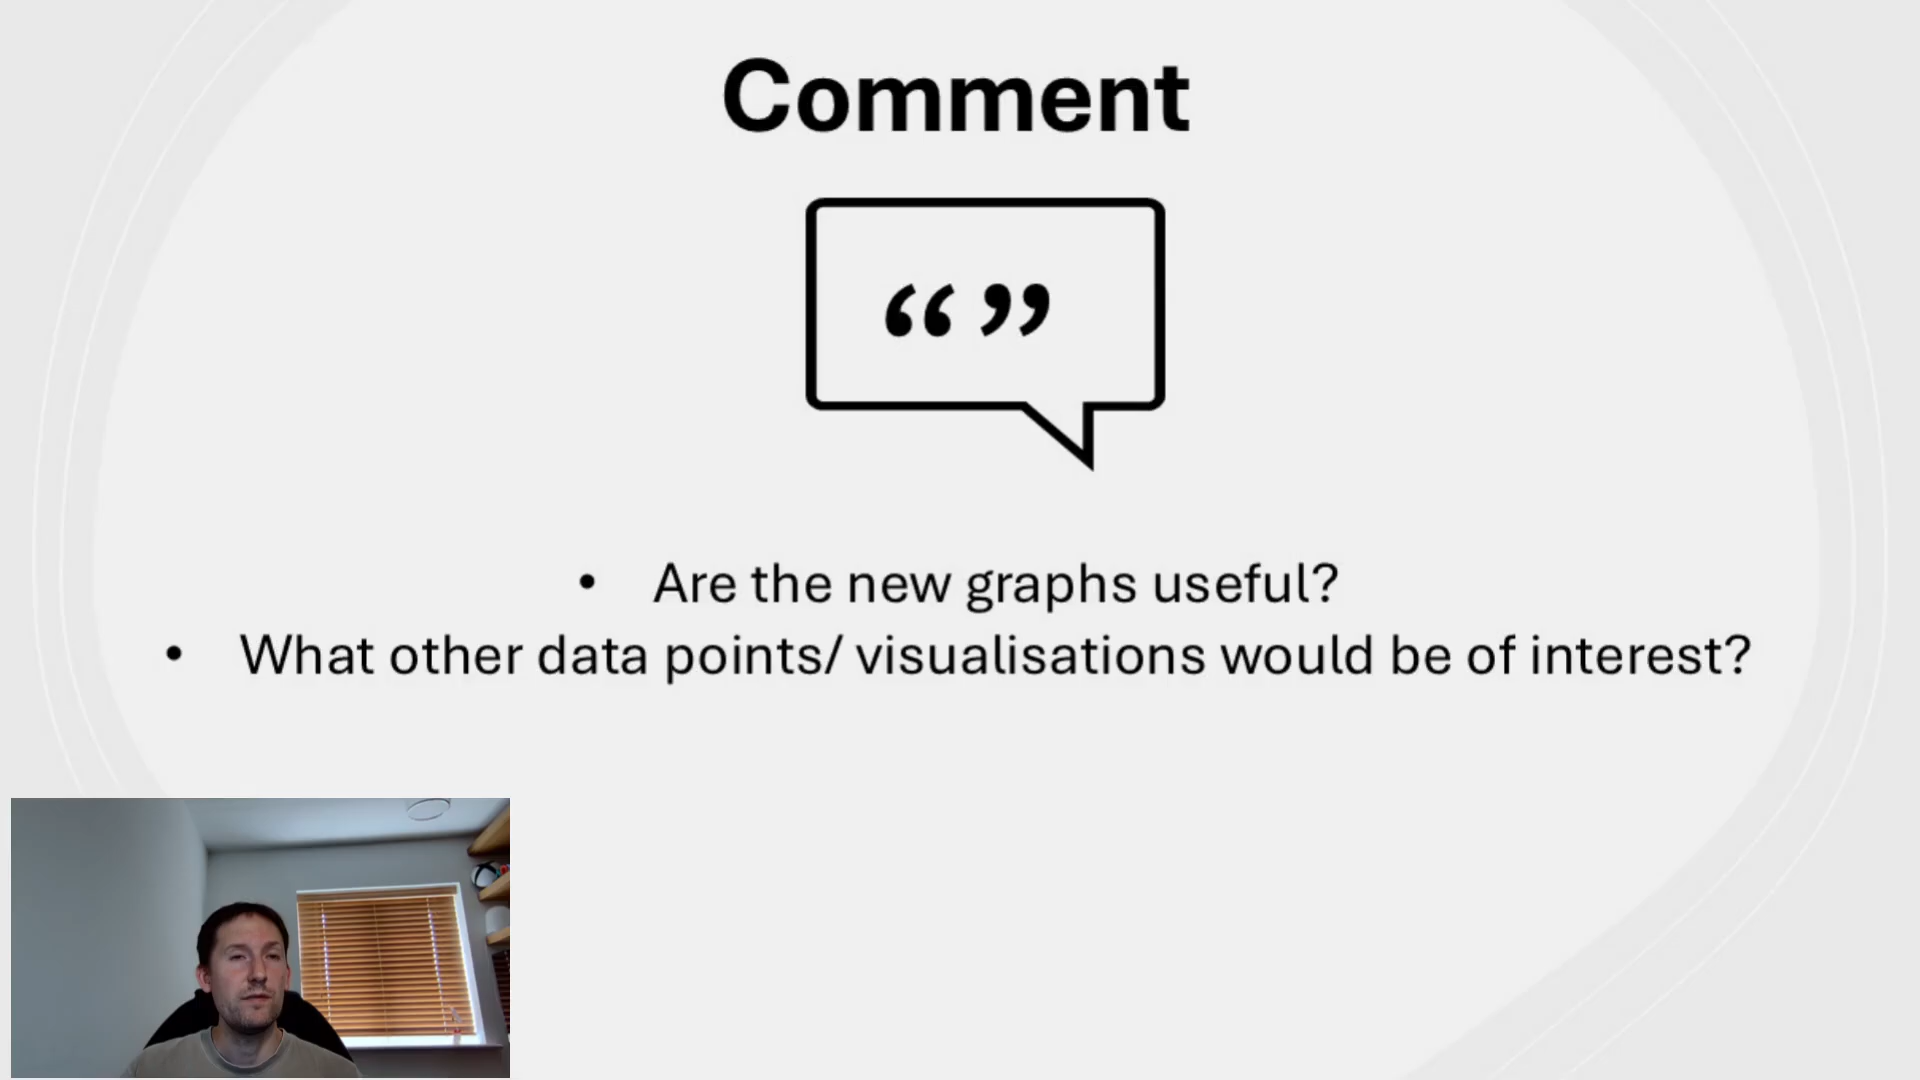 Comment
“ ”
• Are the new graphs useful?
• What other data points/ visualisations would be of interest?